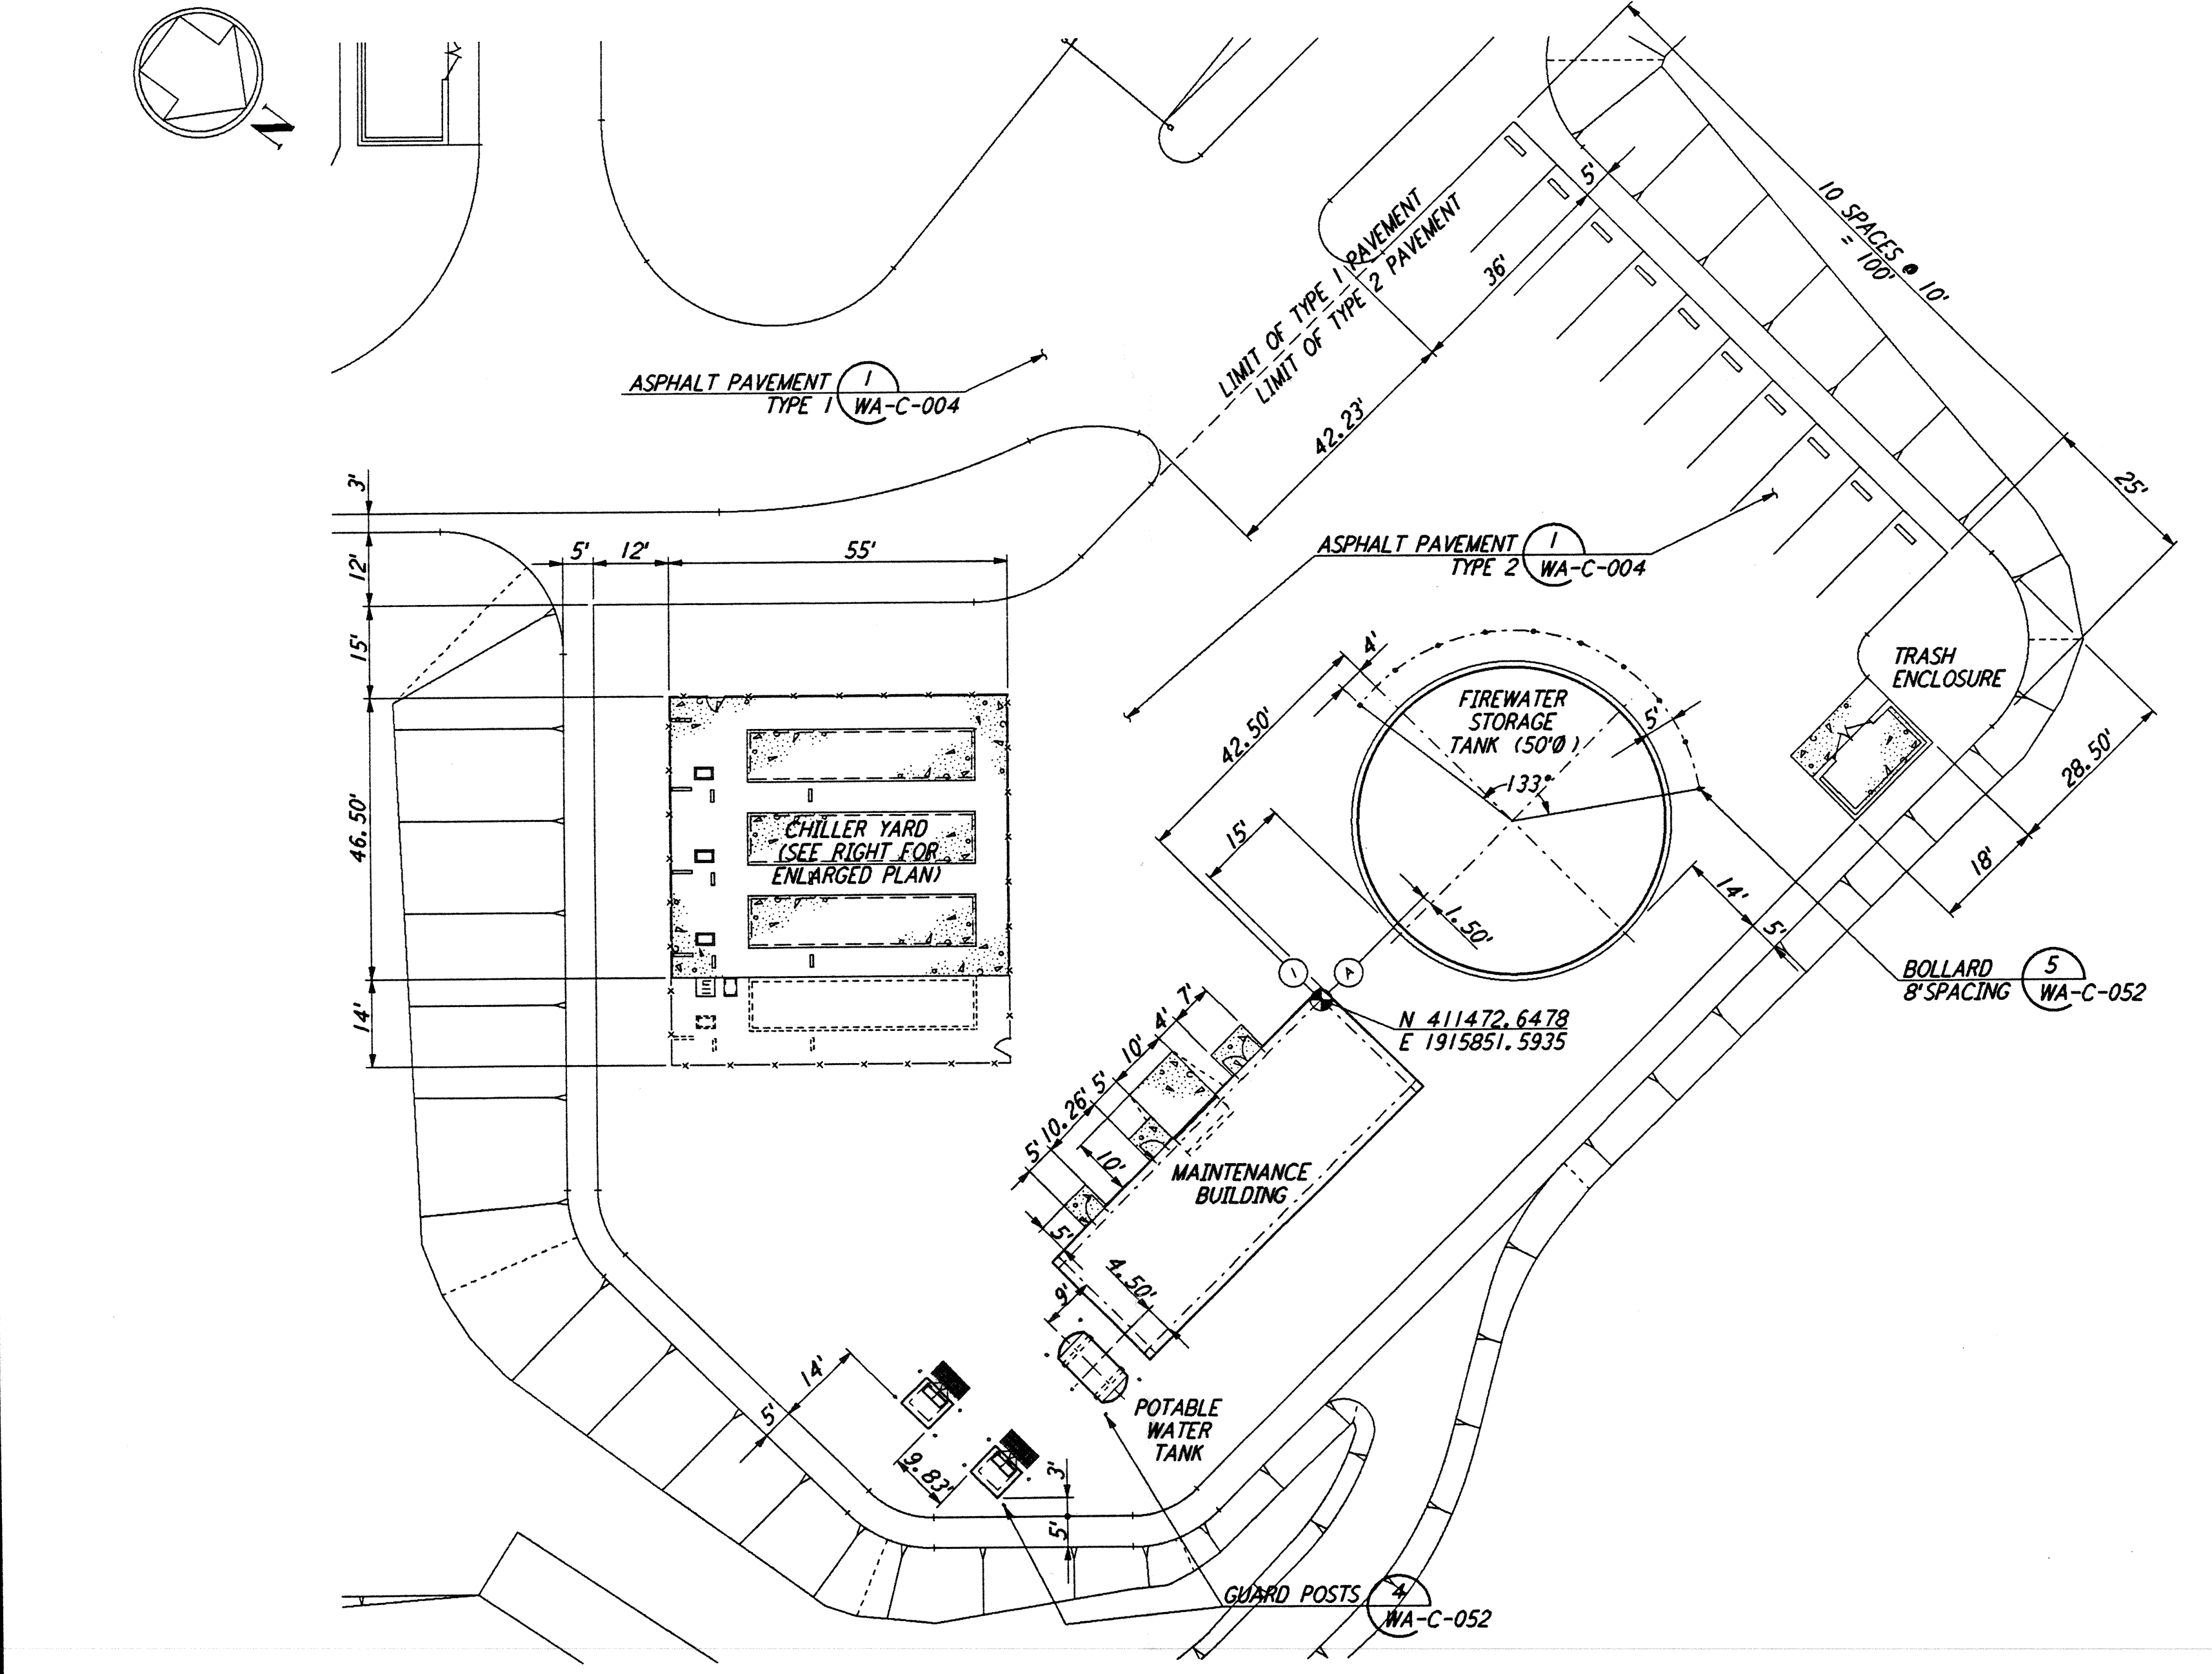 N
5'
10 SPACES @ 10'
= 100'
LIMIT OF TYPE 1 PAVEMENT
LIMIT OF TYPE 2 PAVEMENT
36'
42.23'
ASPHALT PAVEMENT
TYPE 1
1
WA-C-004
3'
12'
15'
46.50'
14'
5'
12'
55'
25'
ASPHALT PAVEMENT
TYPE 2
1
WA-C-004
TRASH
ENCLOSURE
4'
42.50'
FIREWATER
STORAGE
TANK (50'Ø)
5'
133°
15'
1.50'
28.50'
18'
14'
5'
CHILLER YARD
(SEE RIGHT FOR
ENLARGED PLAN)
BOLLARD
8' SPACING
5
WA-C-052
1
A
N 411472.6478
E 1915851.5935
7'
4'
10'
5'
10.26'
5'
10'
5'
MAINTENANCE
BUILDING
4.50'
9'
POTABLE
WATER
TANK
14'
5'
9.83'
3'
5'
GUARD POSTS
4
WA-C-052